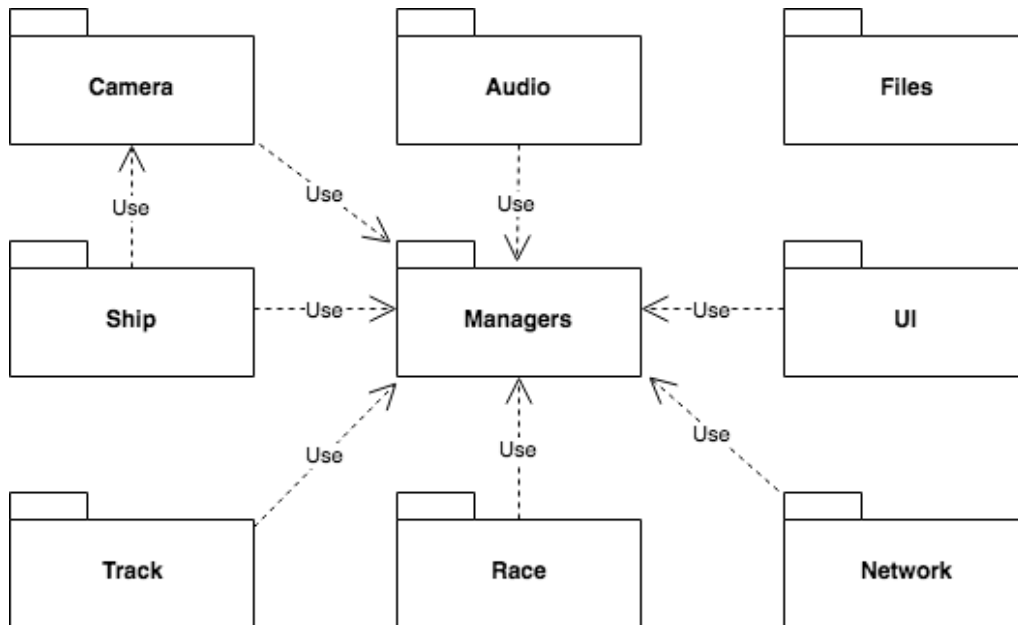 Camera
Audio
Files
Use
Use
Use
Ship
Use
Managers
Use
UI
Use
Use
Use
Track
Race
Network